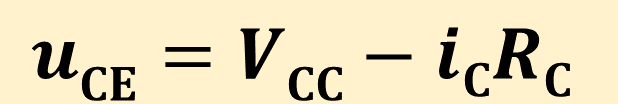 u_CE = V_CC − i_C R_C